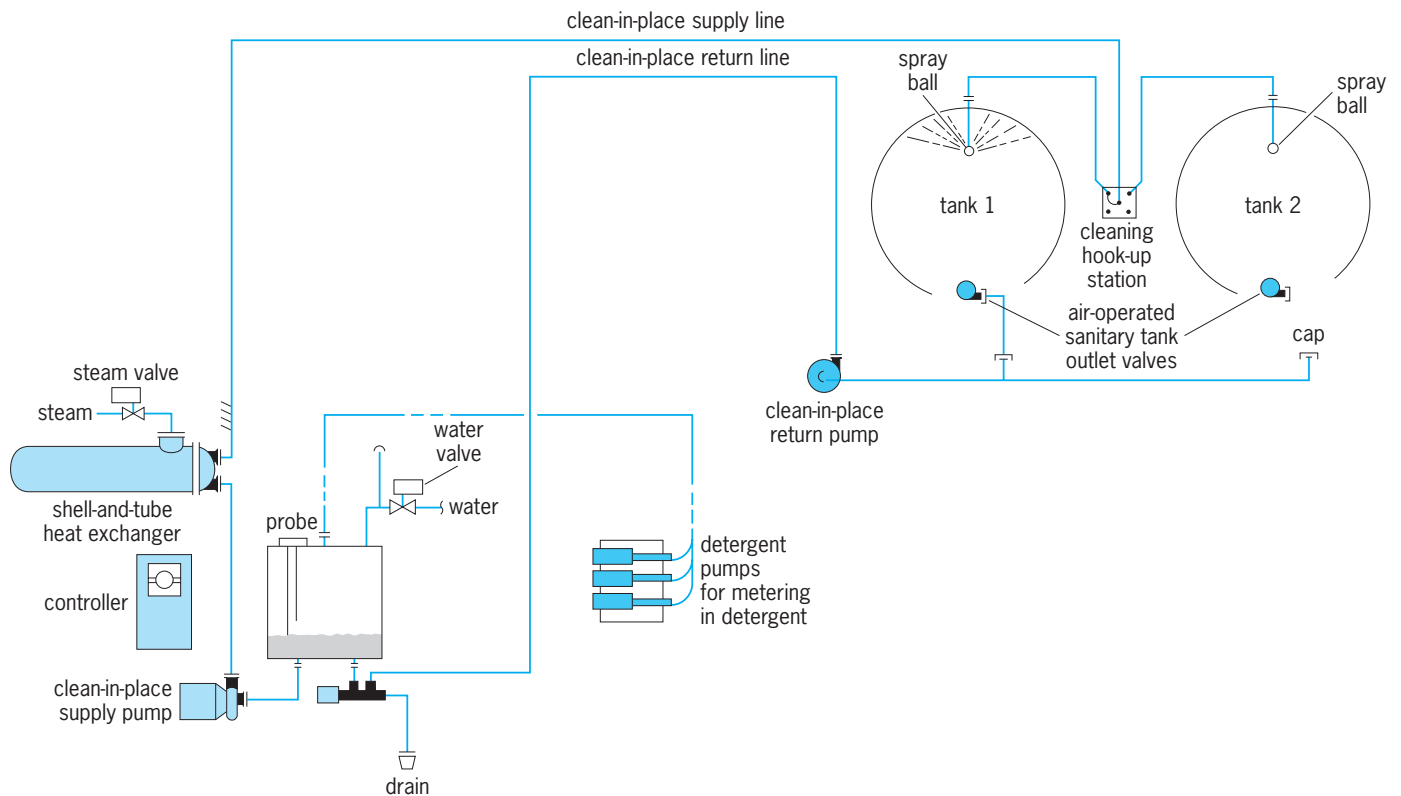 clean-in-place supply line
clean-in-place return line
spray
ball
spray
ball
tank 1
tank 2
cleaning
hook-up
station
air-operated
sanitary tank
outlet valves
cap
steam valve
steam
clean-in-place
return pump
water
valve
water
shell-and-tube
heat exchanger
probe
detergent
pumps
for metering
in detergent
controller
clean-in-place
supply pump
drain